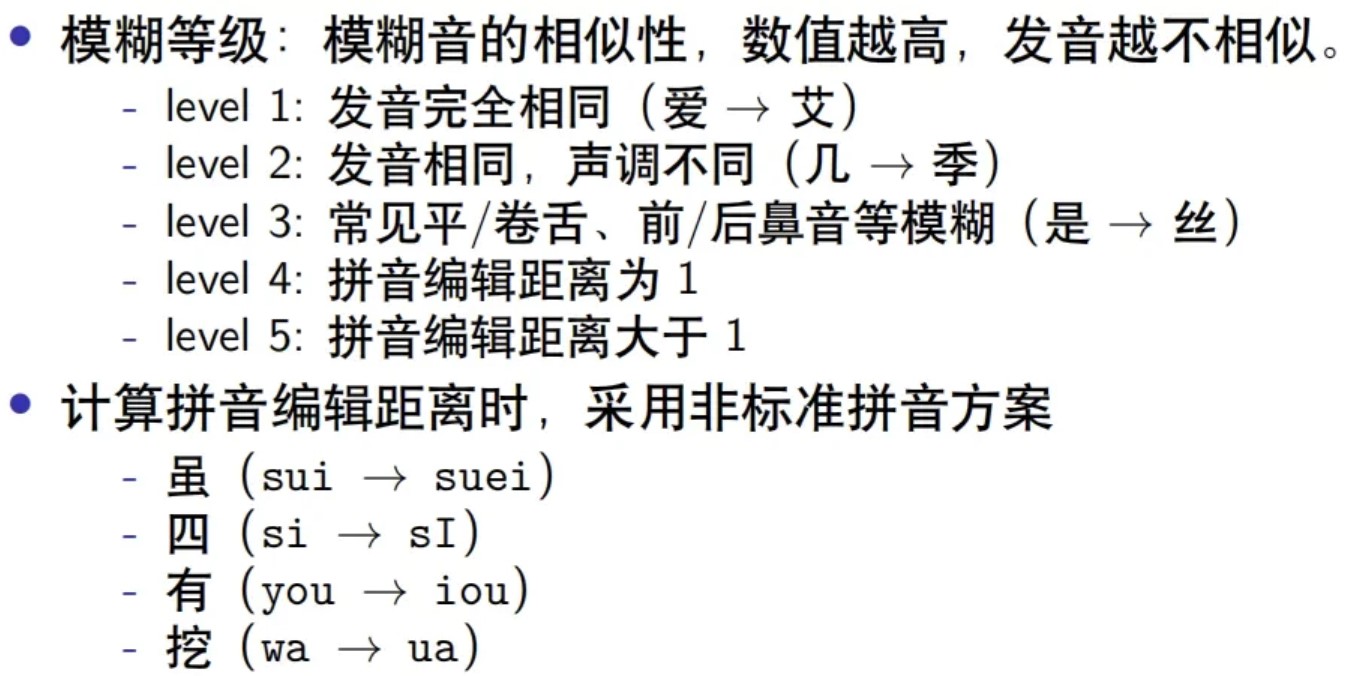 • 模糊等级：模糊音的相似性，数值越高，发音越不相似。
- level 1: 发音完全相同（爱 → 艾）
- level 2: 发音相同，声调不同（几 → 季）
- level 3: 常见平/卷舌、前/后鼻音等模糊（是 → 丝）
- level 4: 拼音编辑距离为 1
- level 5: 拼音编辑距离大于 1
• 计算拼音编辑距离时，采用非标准拼音方案
- 虽（sui → suei）
- 四（si → sI）
- 有（you → iou）
- 挖（wa → ua）